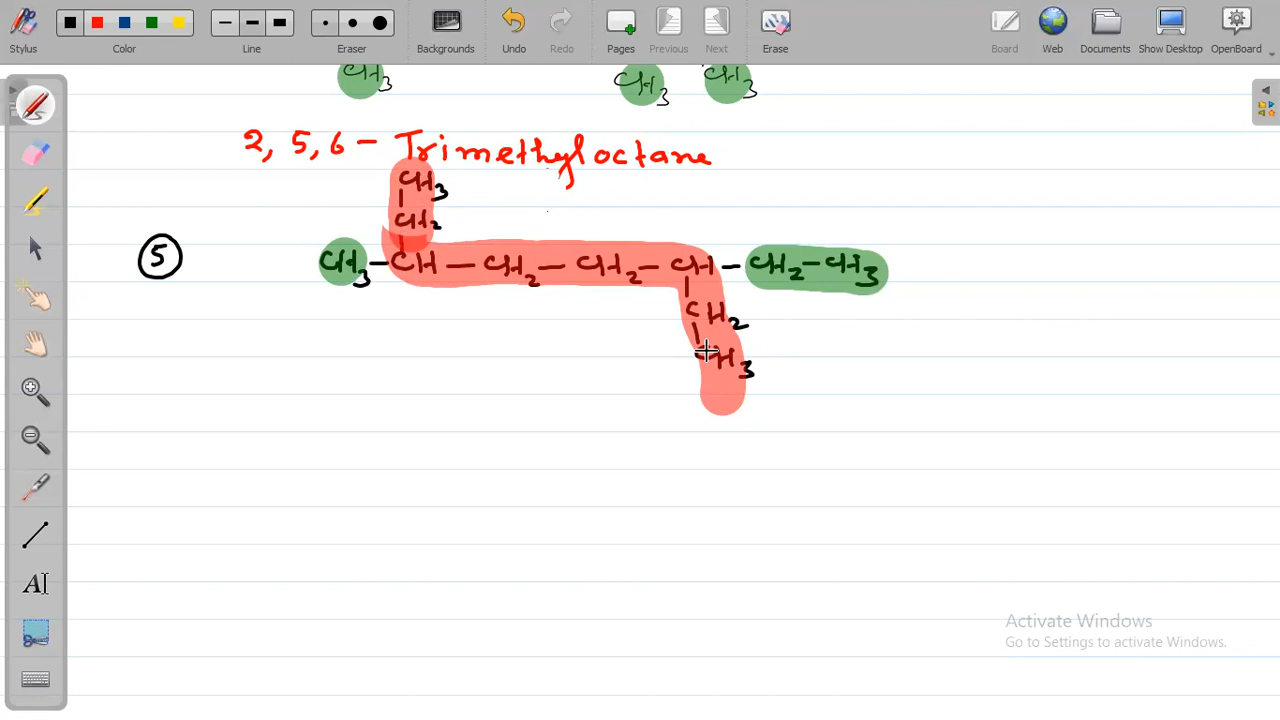 Stylus Color Line Eraser Backgrounds Undo Redo Pages Previous Next Erase Board Web Documents Show Desktop OpenBoard
CH3 CH3 CH3
2, 5, 6 - Trimethyloctane
CH3
CH2
5 CH3-CH-CH2-CH2-CH-CH2-CH3
CH2
CH3
AI
Activate Windows
Go to Settings to activate Windows.